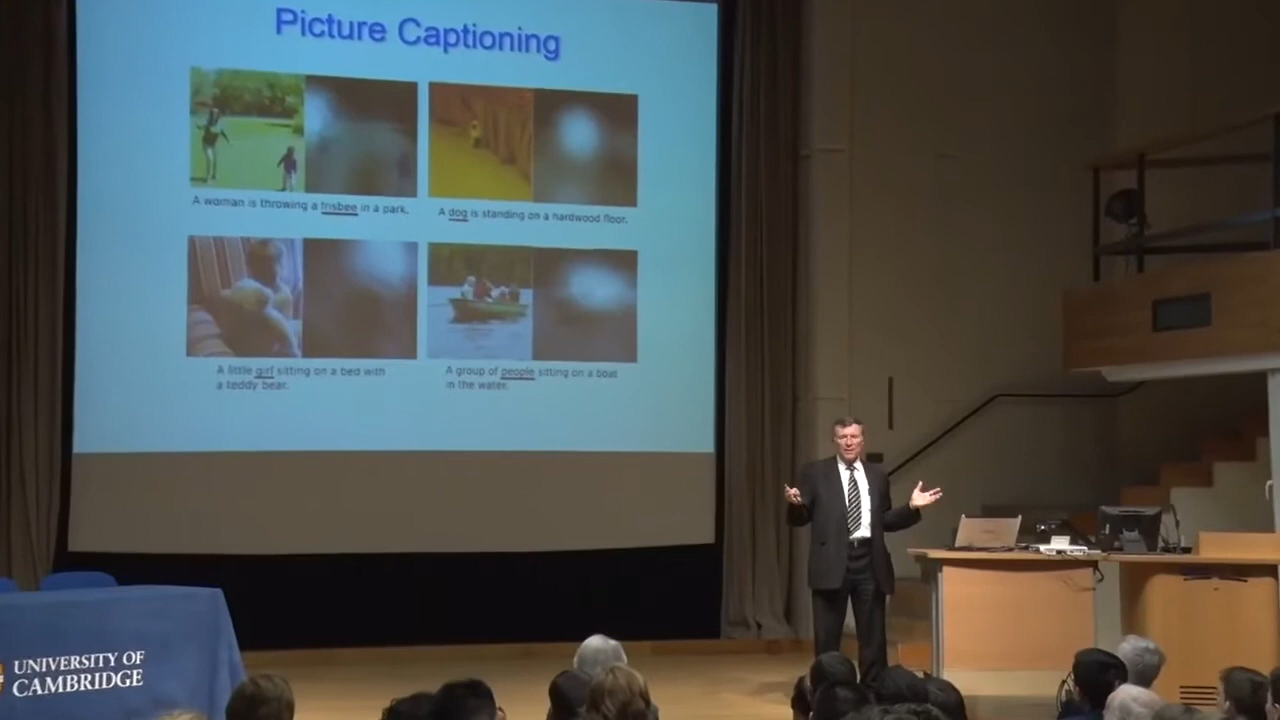 Picture Captioning
A woman is throwing a frisbee in a park.
A dog is standing on a hardwood floor.
A little girl sitting on a bed with
a teddy bear.
A group of people sitting on a boat
in the water.
UNIVERSITY OF
CAMBRIDGE